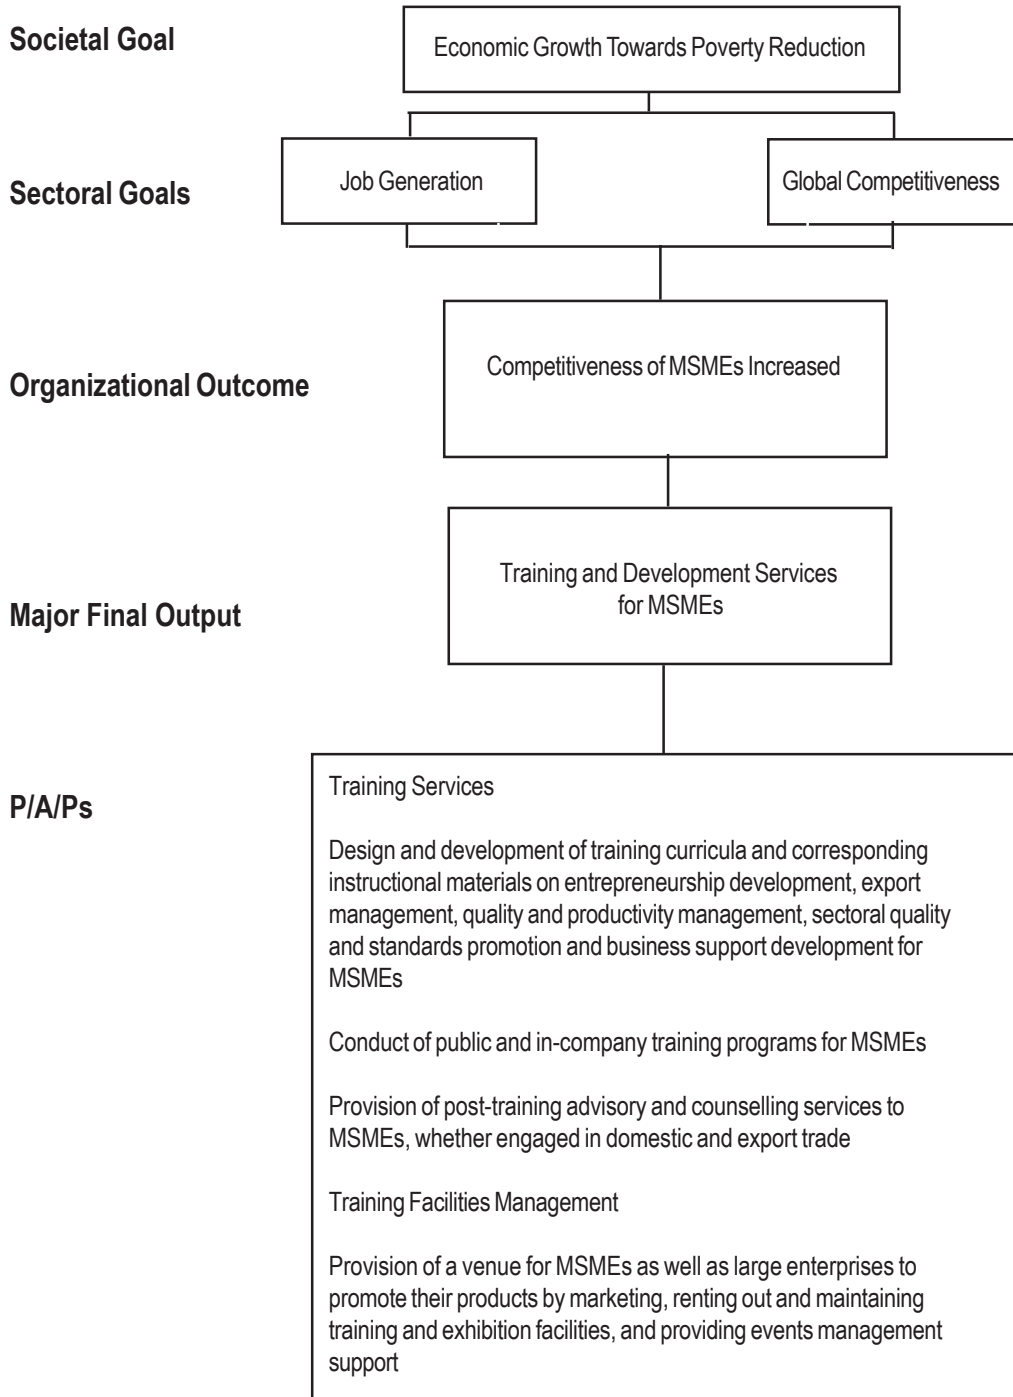 Societal Goal
Economic Growth Towards Poverty Reduction
Sectoral Goals
Job Generation
Global Competitiveness
Organizational Outcome
Competitiveness of MSMEs Increased
Major Final Output
Training and Development Services
for MSMEs
P/A/Ps
Training Services
Design and development of training curricula and corresponding
instructional materials on entrepreneurship development, export
management, quality and productivity management, sectoral quality
and standards promotion and business support development for
MSMEs
Conduct of public and in-company training programs for MSMEs
Provision of post-training advisory and counselling services to
MSMEs, whether engaged in domestic and export trade
Training Facilities Management
Provision of a venue for MSMEs as well as large enterprises to
promote their products by marketing, renting out and maintaining
training and exhibition facilities, and providing events management
support